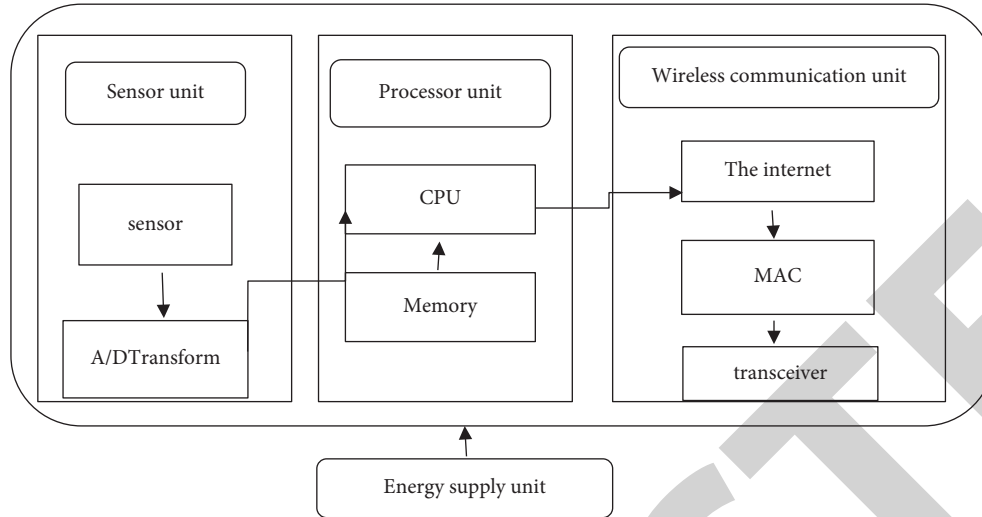 Sensor unit
Processor unit
Wireless communication unit
sensor
A/DTransform
CPU
Memory
The internet
MAC
transceiver
Energy supply unit